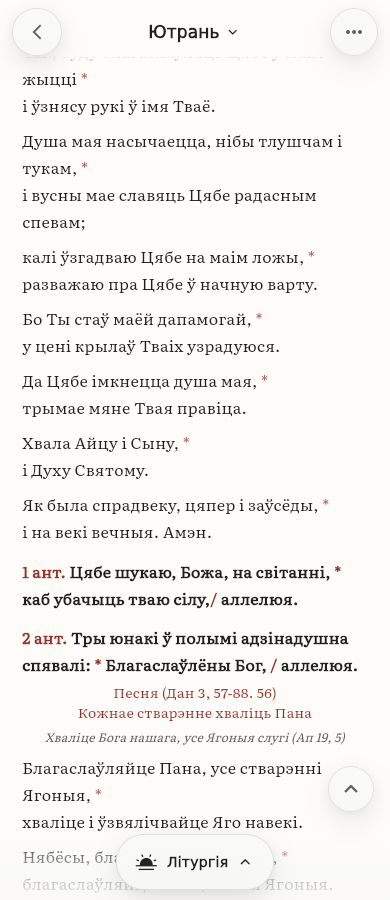 Ютрань
жыцці *
і ўзнясу рукі ў імя Тваё.
Душа мая насычаецца, нібы тлушчам і
тукам, *
і вусны мае славяць Цябе радасным
спевам;
калі ўзгадваю Цябе на маім ложы, *
разважаю пра Цябе ў начную варту.
Бо Ты стаў маёй дапамогай, *
у цені крылаў Тваіх узрадуюся.
Да Цябе імкнецца душа мая, *
трымае мяне Твая правіца.
Хвала Айцу і Сыну, *
і Духу Святому.
Як была спрадвеку, цяпер і заўсёды, *
і на векі вечныя. Амэн.
1 ант. Цябе шукаю, Божа, на світанні, *
каб убачыць тваю сілу,/ аллелюя.
2 ант. Тры юнакі ў полымі адзінадушна
спявалі: * Благаслаўлёны Бог, / аллелюя.
Песня (Дан 3, 57-88. 56)
Кожнае стварэнне хваліць Пана
Хваліце Бога нашага, усе Ягоныя слугі (Ап 19, 5)
Благаслаўляйце Пана, усе стварэнні
Ягоныя, *
хваліце і ўзвялічвайце Яго навекі.
Нябёсы, *
Ягоныя.
Літургія